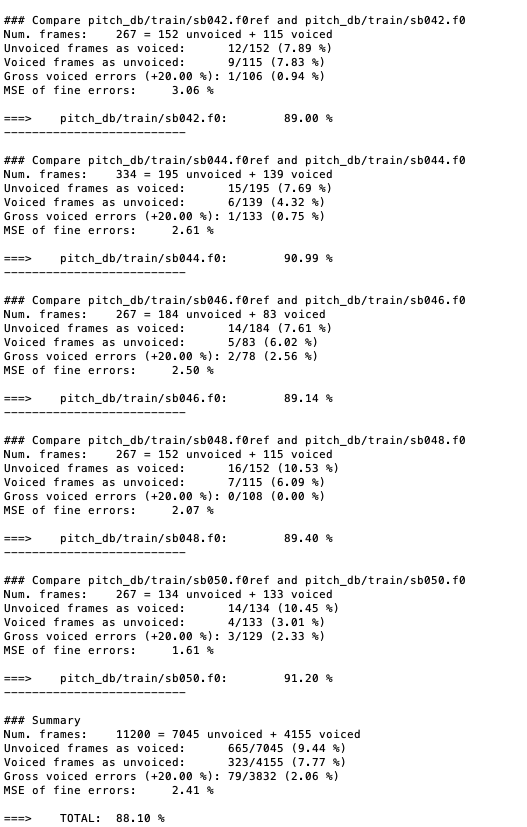 ### Compare pitch_db/train/sb042.f0ref and pitch_db/train/sb042.f0
Num. frames:    267 = 152 unvoiced + 115 voiced
Unvoiced frames as voiced:      12/152 (7.89 %)
Voiced frames as unvoiced:      9/115 (7.83 %)
Gross voiced errors (+20.00 %): 1/106 (0.94 %)
MSE of fine errors:     3.06 %
===>    pitch_db/train/sb042.f0:        89.00 %
--------------------------
### Compare pitch_db/train/sb044.f0ref and pitch_db/train/sb044.f0
Num. frames:    334 = 195 unvoiced + 139 voiced
Unvoiced frames as voiced:      15/195 (7.69 %)
Voiced frames as unvoiced:      6/139 (4.32 %)
Gross voiced errors (+20.00 %): 1/133 (0.75 %)
MSE of fine errors:     2.61 %
===>    pitch_db/train/sb044.f0:        90.99 %
--------------------------
### Compare pitch_db/train/sb046.f0ref and pitch_db/train/sb046.f0
Num. frames:    267 = 184 unvoiced + 83 voiced
Unvoiced frames as voiced:      14/184 (7.61 %)
Voiced frames as unvoiced:      5/83 (6.02 %)
Gross voiced errors (+20.00 %): 2/78 (2.56 %)
MSE of fine errors:     2.50 %
===>    pitch_db/train/sb046.f0:        89.14 %
--------------------------
### Compare pitch_db/train/sb048.f0ref and pitch_db/train/sb048.f0
Num. frames:    267 = 152 unvoiced + 115 voiced
Unvoiced frames as voiced:      16/152 (10.53 %)
Voiced frames as unvoiced:      7/115 (6.09 %)
Gross voiced errors (+20.00 %): 0/108 (0.00 %)
MSE of fine errors:     2.07 %
===>    pitch_db/train/sb048.f0:        89.40 %
--------------------------
### Compare pitch_db/train/sb050.f0ref and pitch_db/train/sb050.f0
Num. frames:    267 = 134 unvoiced + 133 voiced
Unvoiced frames as voiced:      14/134 (10.45 %)
Voiced frames as unvoiced:      4/133 (3.01 %)
Gross voiced errors (+20.00 %): 3/129 (2.33 %)
MSE of fine errors:     1.61 %
===>    pitch_db/train/sb050.f0:        91.20 %
--------------------------
### Summary
Num. frames:    11200 = 7045 unvoiced + 4155 voiced
Unvoiced frames as voiced:      665/7045 (9.44 %)
Voiced frames as unvoiced:      323/4155 (7.77 %)
Gross voiced errors (+20.00 %): 79/3832 (2.06 %)
MSE of fine errors:     2.41 %
===>    TOTAL:  88.10 %